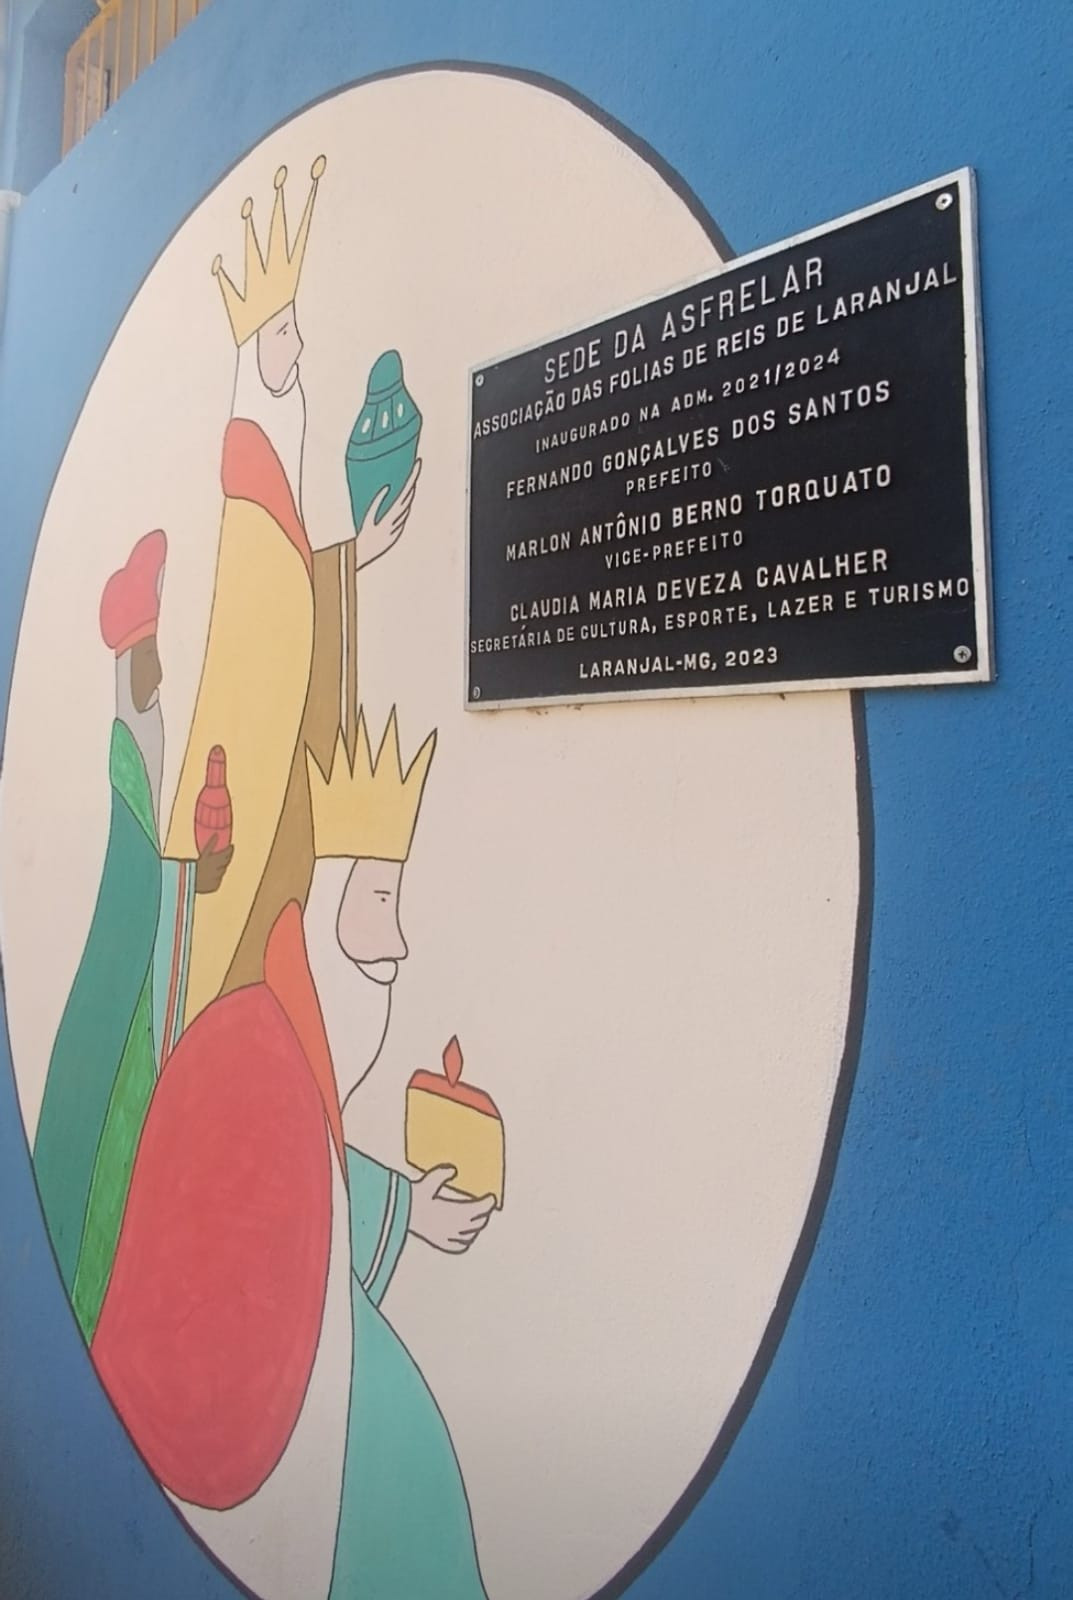 SEDE DA ASFRELAR
ASSOCIAÇÃO DAS FOLIAS DE REIS DE LARANJAL
INAUGURADO NA ADM. 2021/2024
FERNANDO GONÇALVES DOS SANTOS
PREFEITO
MARLON ANTÔNIO BERNO TORQUATO
VICE-PREFEITO
CLAUDIA MARIA DEVEZA CAVALHER
SECRETÁRIA DE CULTURA, ESPORTE, LAZER E TURISMO
LARANJAL-MG, 2023